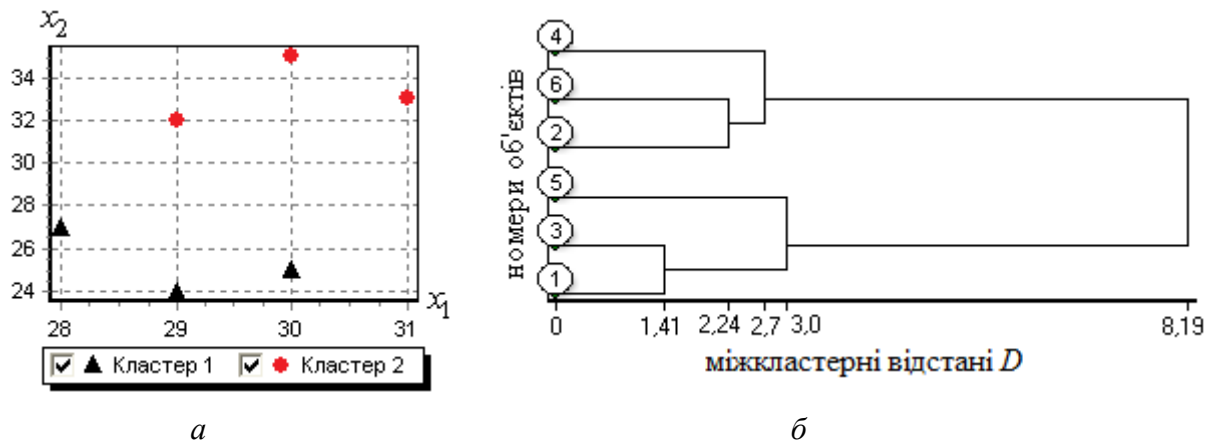 x2
34
32
30
28
26
24
28 29 30 31
x1
Кластер 1 Кластер 2
а
номери об'єктів
4
6
2
5
3
1
0 1,41 2,24 2,7 3,0 8,19
міжкластерні відстані D
б